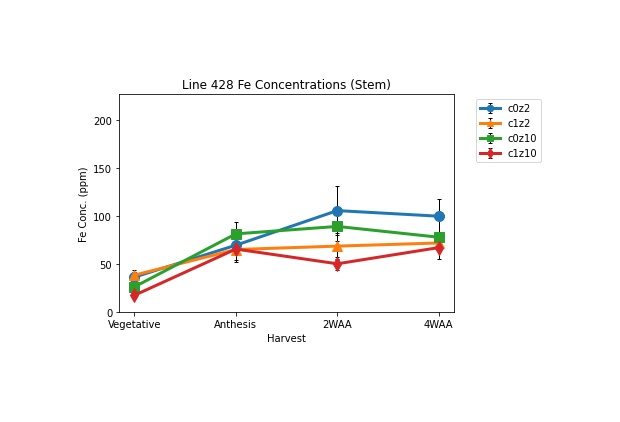 Line 428 Fe Concentrations (Stem)
200
150
100
50
0
Fe Conc. (ppm)
Vegetative Anthesis 2WAA 4WAA
Harvest
c0z2
c1z2
c0z10
c1z10